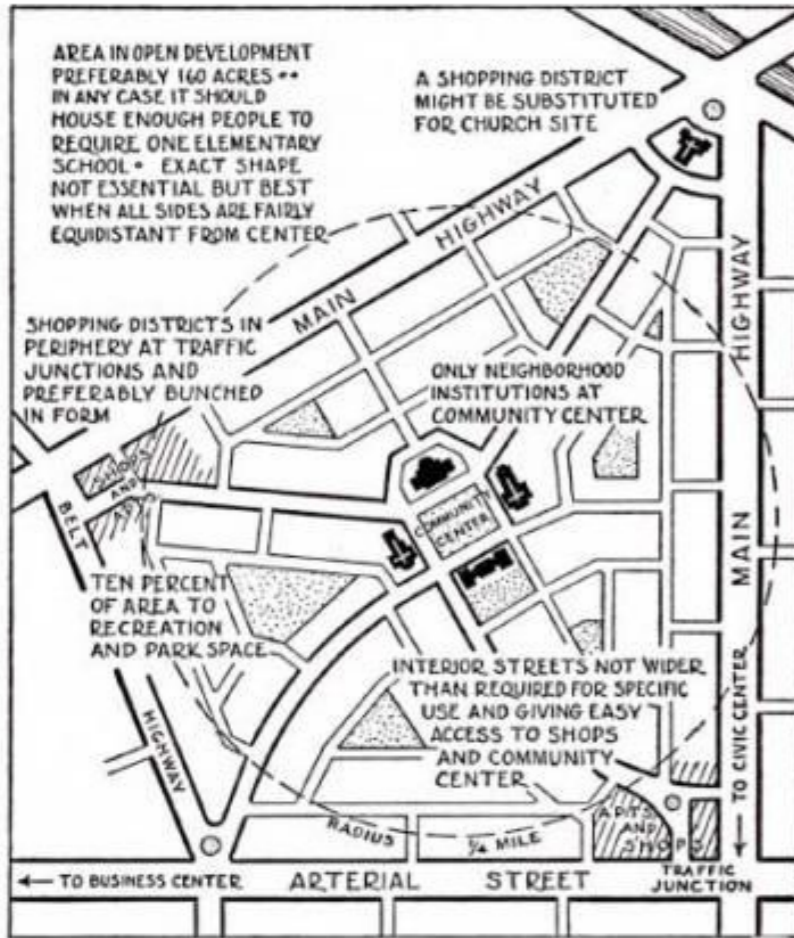 AREA IN OPEN DEVELOPMENT
PREFERABLY 160 ACRES ••
IN ANY CASE IT SHOULD
HOUSE ENOUGH PEOPLE TO
REQUIRE ONE ELEMENTARY
SCHOOL • EXACT SHAPE
NOT ESSENTIAL BUT BEST
WHEN ALL SIDES ARE FAIRLY
EQUIDISTANT FROM CENTER
A SHOPPING DISTRICT
MIGHT BE SUBSTITUTED
FOR CHURCH SITE
MAIN HIGHWAY
SHOPPING DISTRICTS IN
PERIPHERY AT TRAFFIC
JUNCTIONS AND
PREFERABLY BUNCHED
IN FORM
ONLY NEIGHBORHOOD
INSTITUTIONS AT
COMMUNITY CENTER
MAIN HIGHWAY
SHOPS
AND
APTS
COMMUNITY
CENTER
BELT HIGHWAY
TEN PERCENT
OF AREA TO
RECREATION
AND PARK SPACE
INTERIOR STREETS NOT WIDER
THAN REQUIRED FOR SPECIFIC
USE AND GIVING EASY
ACCESS TO SHOPS
AND COMMUNITY
CENTER
TO CIVIC CENTER
RADIUS ¼ MILE
APTS
AND
SHOPS
TRAFFIC
JUNCTION
TO BUSINESS CENTER
ARTERIAL STREET